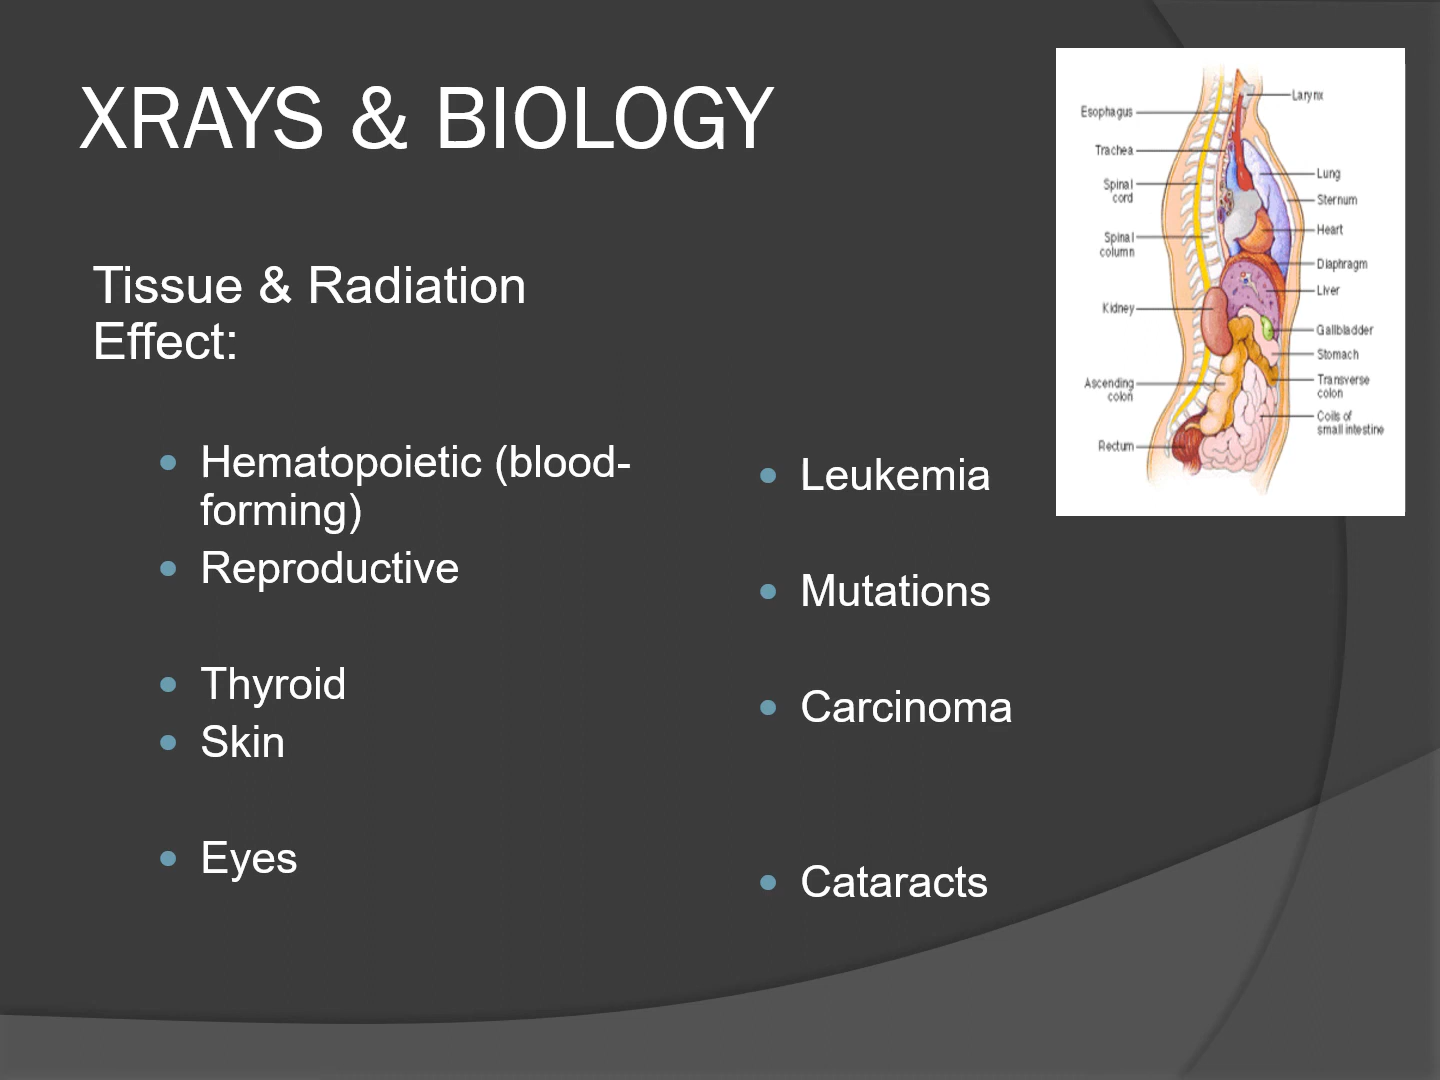 XRAYS & BIOLOGY
Tissue & Radiation
Effect:
Hematopoietic (blood-
forming)
Reproductive
Thyroid
Skin
Eyes
Leukemia
Mutations
Carcinoma
Cataracts
Esophagus
Trachea
Spinal
cord
Spinal
column
Kidney
Ascending
colon
Rectum
Larynx
Lung
Sternum
Heart
Diaphragm
Liver
Gallbladder
Stomach
Transverse
colon
Coils of
small intestine